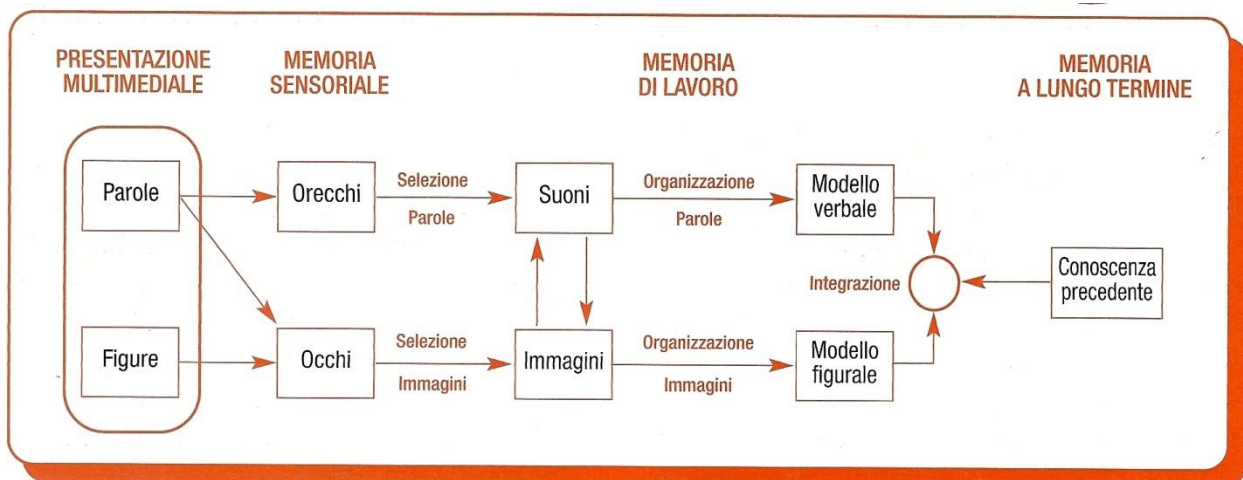 PRESENTAZIONE
MULTIMEDIALE
MEMORIA
SENSORIALE
MEMORIA
DI LAVORO
MEMORIA
A LUNGO TERMINE
Parole
Orecchi
Selezione
Parole
Suoni
Organizzazione
Parole
Modello
verbale
Integrazione
Conoscenza
precedente
Figure
Occhi
Selezione
Immagini
Immagini
Organizzazione
Immagini
Modello
figurale